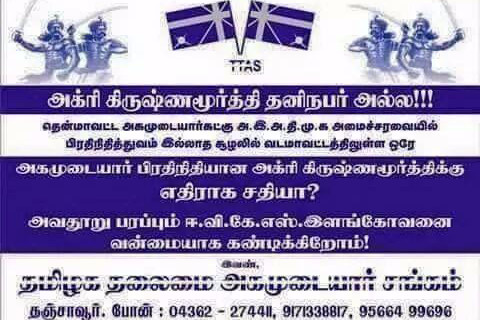 TTAS
அக்ரி கிருஷ்ணமூர்த்தி தனிநபர் அல்ல!!!
தென்மாவட்ட அகமுடையார்கட்கு அ.இ.அ.தி.மு.க அமைச்சரவையில்
பிரதிநிதித்துவம் இல்லாத சூழலில் வடமாவட்டத்திலுள்ள ஒரே
அகமுடையார் பிரதிநிதியான அக்ரி கிருஷ்ணமூர்த்திக்கு
எதிராக சதியா?
அவதூறு பரப்பும் ஈ.வி.கே.எஸ்.இளங்கோவனை
வன்மையாக கண்டிக்கிறோம்!
இவண்,
தமிழக தலைமை அகமுடையார் சங்கம்
தஞ்சாவூர். போன் : 04362 - 274411, 9171338817, 95664 99696